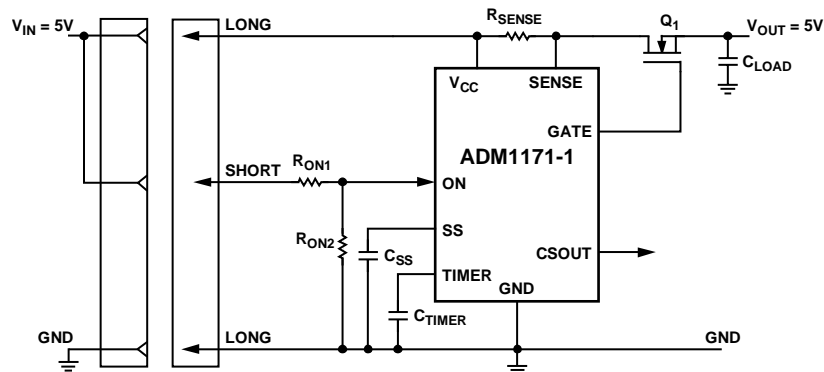 V_IN = 5V
LONG
R_SENSE
Q_1
V_OUT = 5V
C_LOAD
V_CC
SENSE
GATE
ADM1171-1
SHORT
R_ON1
ON
R_ON2
C_SS
SS
CSOUT
TIMER
GND
C_TIMER
GND
LONG
GND